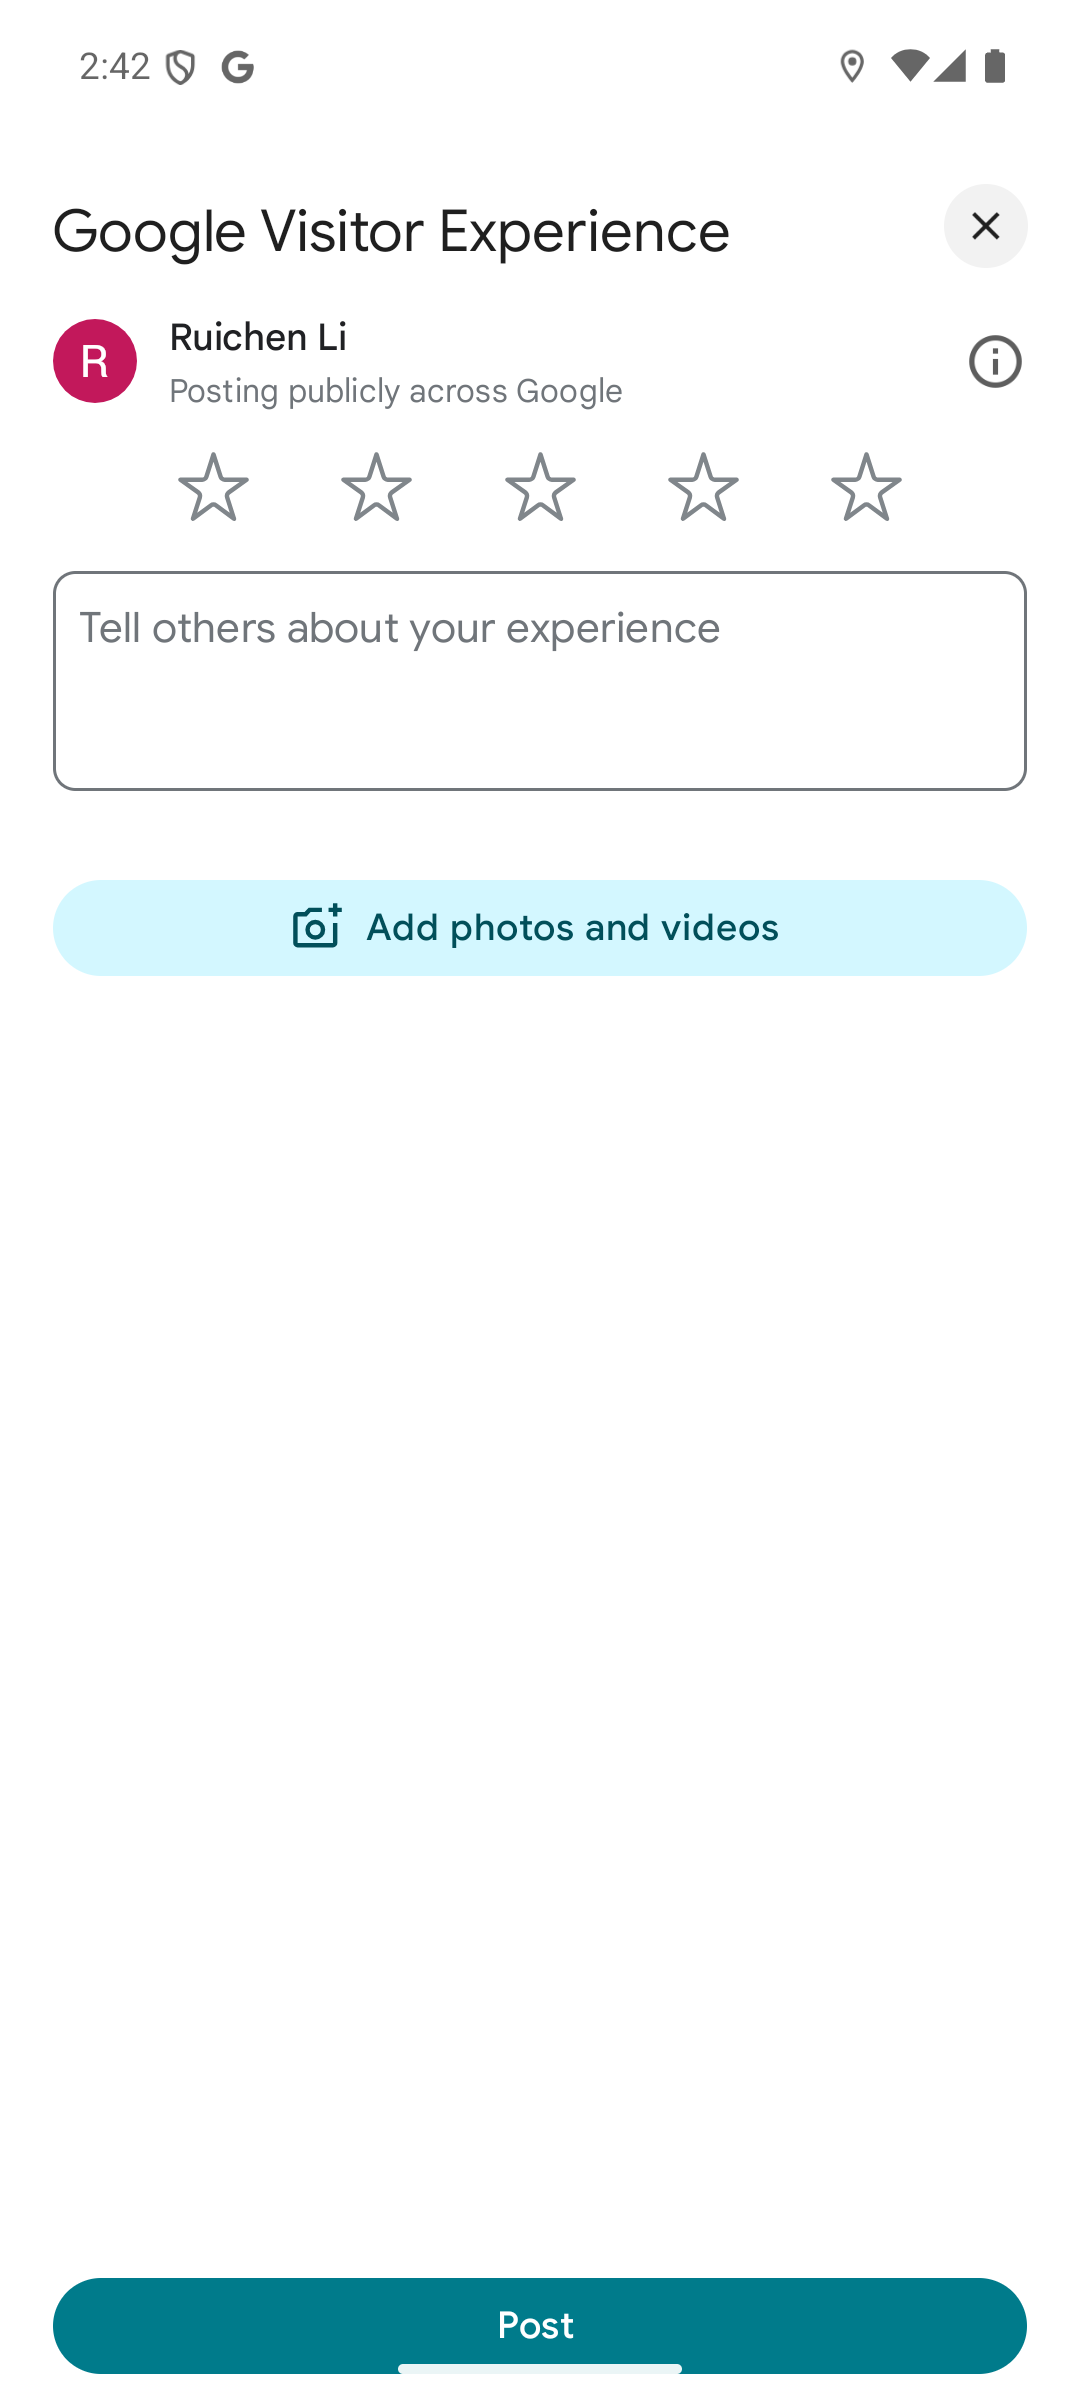 2:42
Google Visitor Experience
R
Ruichen Li
Posting publicly across Google
Tell others about your experience
Add photos and videos
Post